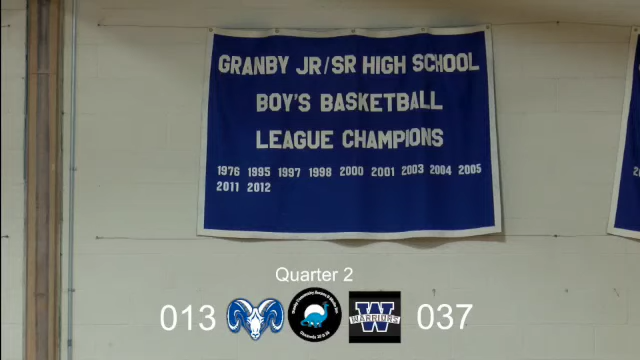 GRANBY JR/SR HIGH SCHOOL
BOY'S BASKETBALL
LEAGUE CHAMPIONS
1976 1995 1997 1998 2000 2001 2003 2004 2005
2011 2012
Quarter 2
013 W WARRIORS 037